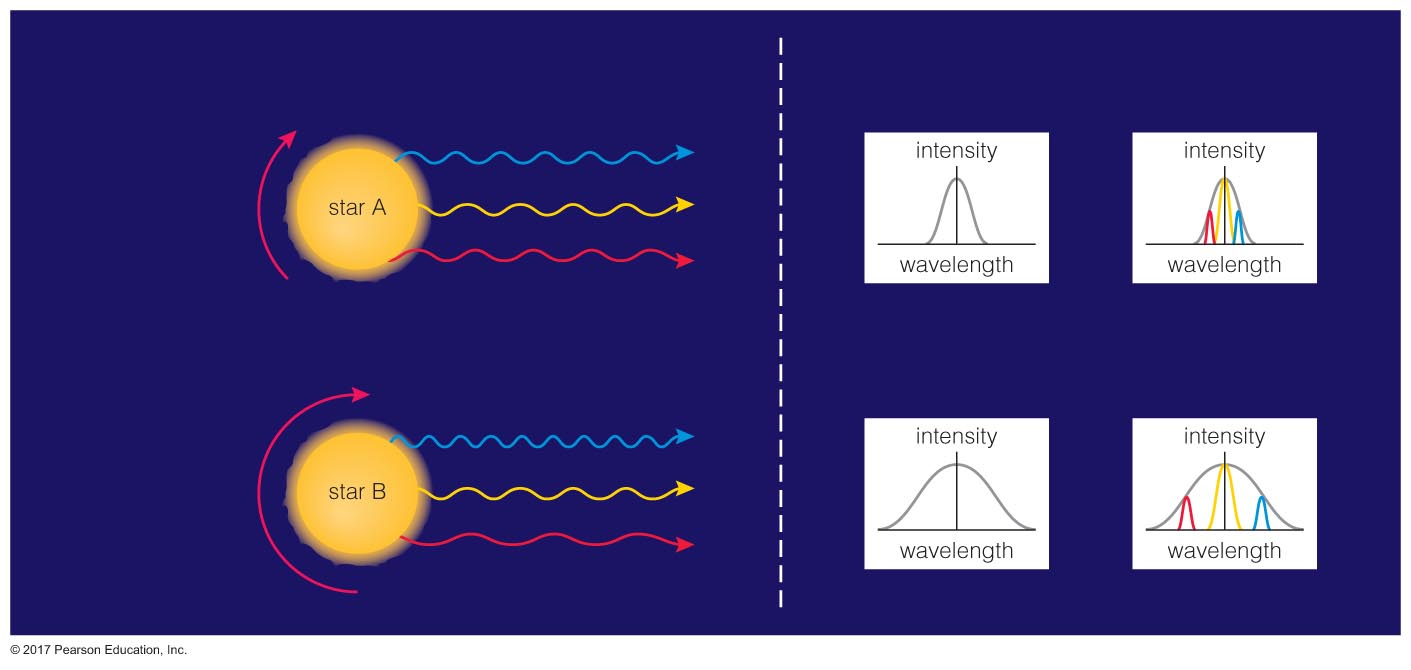 star A
intensity
wavelength
intensity
wavelength
star B
intensity
wavelength
intensity
wavelength
© 2017 Pearson Education, Inc.